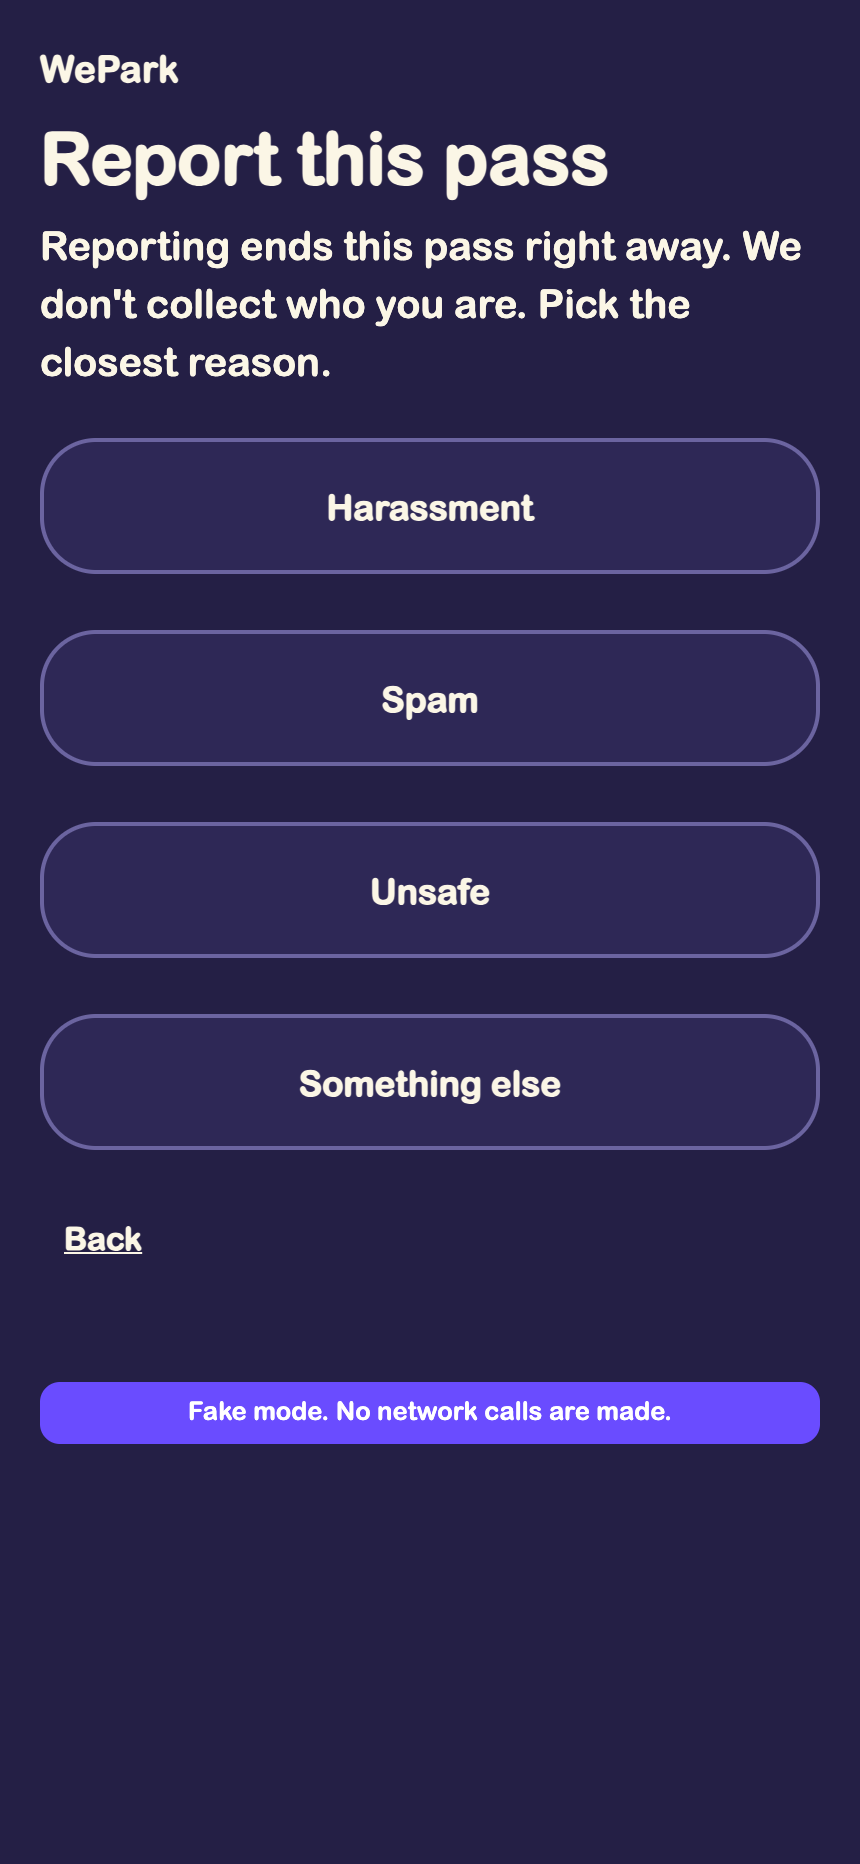 WePark
Report this pass
Reporting ends this pass right away. We
don't collect who you are. Pick the
closest reason.
Harassment
Spam
Unsafe
Something else
Back
Fake mode. No network calls are made.